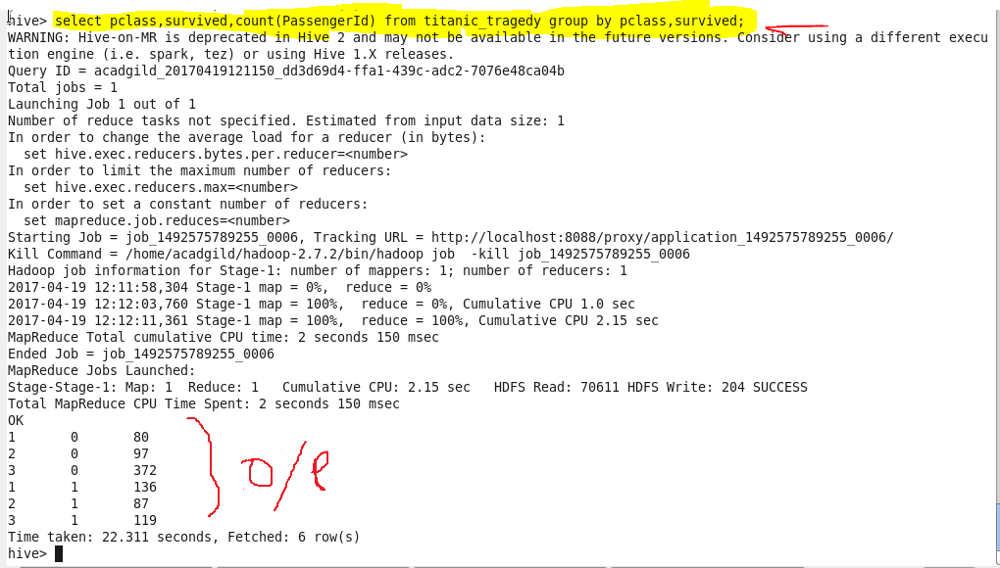 hive> select pclass,survived,count(PassengerId) from titanic_tragedy group by pclass,survived;
WARNING: Hive-on-MR is deprecated in Hive 2 and may not be available in the future versions. Consider using a different execu
tion engine (i.e. spark, tez) or using Hive 1.X releases.
Query ID = acadgild_20170419121150_dd3d69d4-ffa1-439c-adc2-7076e48ca04b
Total jobs = 1
Launching Job 1 out of 1
Number of reduce tasks not specified. Estimated from input data size: 1
In order to change the average load for a reducer (in bytes):
  set hive.exec.reducers.bytes.per.reducer=<number>
In order to limit the maximum number of reducers:
  set hive.exec.reducers.max=<number>
In order to set a constant number of reducers:
  set mapreduce.job.reduces=<number>
Starting Job = job_1492575789255_0006, Tracking URL = http://localhost:8088/proxy/application_1492575789255_0006/
Kill Command = /home/acadgild/hadoop-2.7.2/bin/hadoop job  -kill job_1492575789255_0006
Hadoop job information for Stage-1: number of mappers: 1; number of reducers: 1
2017-04-19 12:11:58,304 Stage-1 map = 0%,  reduce = 0%
2017-04-19 12:12:03,760 Stage-1 map = 100%,  reduce = 0%, Cumulative CPU 1.0 sec
2017-04-19 12:12:11,361 Stage-1 map = 100%,  reduce = 100%, Cumulative CPU 2.15 sec
MapReduce Total cumulative CPU time: 2 seconds 150 msec
Ended Job = job_1492575789255_0006
MapReduce Jobs Launched:
Stage-Stage-1: Map: 1  Reduce: 1   Cumulative CPU: 2.15 sec   HDFS Read: 70611 HDFS Write: 204 SUCCESS
Total MapReduce CPU Time Spent: 2 seconds 150 msec
OK
1	0	80
2	0	97
3	0	372
1	1	136
2	1	87
3	1	119
O/P
Time taken: 22.311 seconds, Fetched: 6 row(s)
hive>